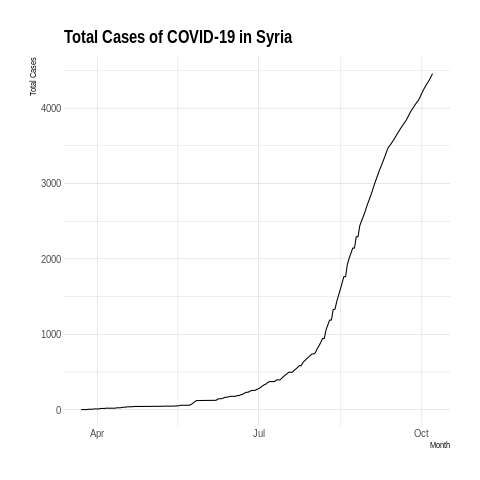 Total Cases of COVID-19 in Syria
Total Cases
4000
3000
2000
1000
0
Apr
Jul
Oct
Month